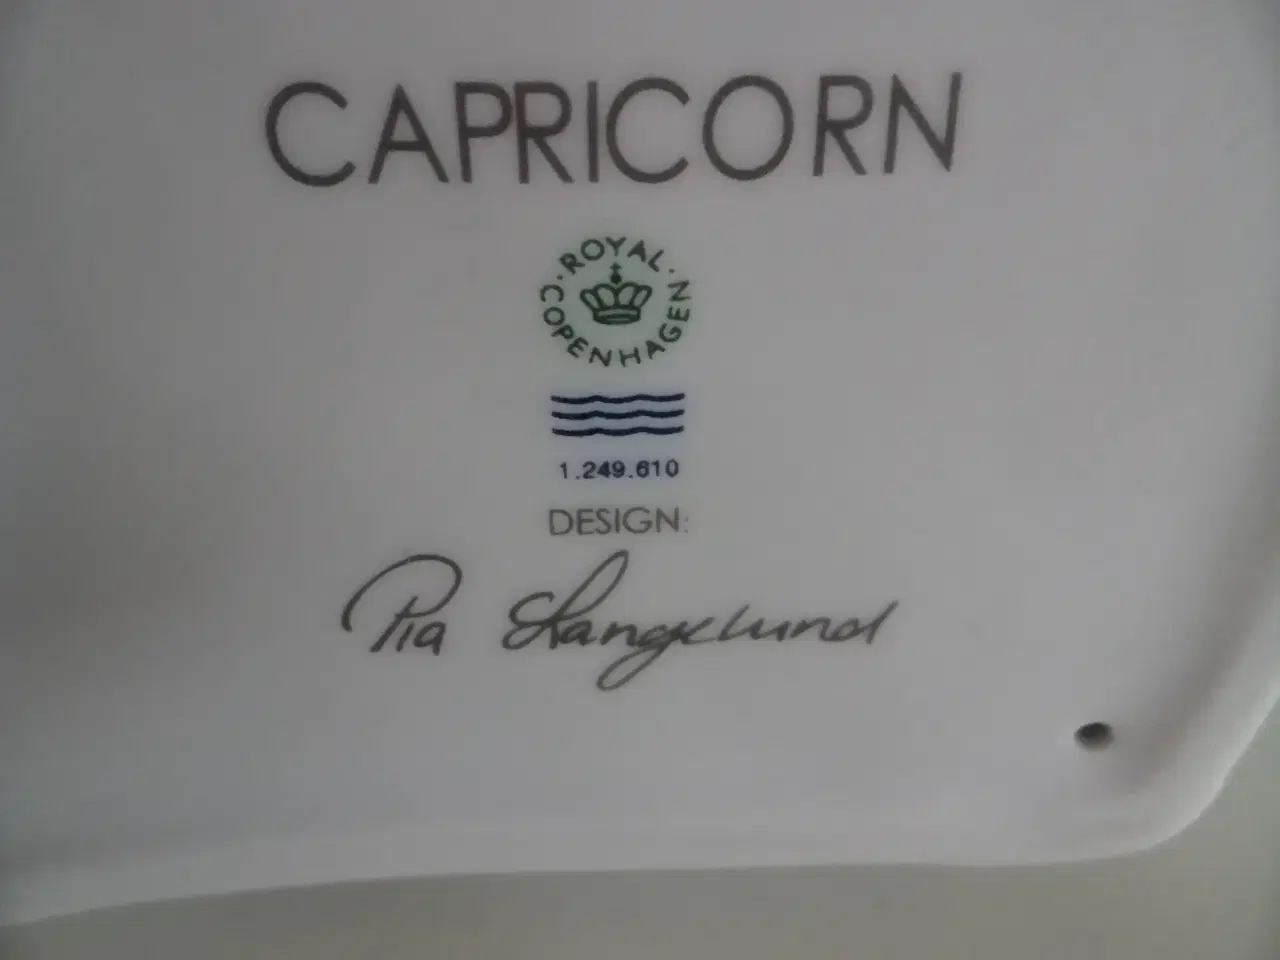 CAPRICORN
ROYAL · COPENHAGEN ·
1.249.610
DESIGN:
Pia Langelund